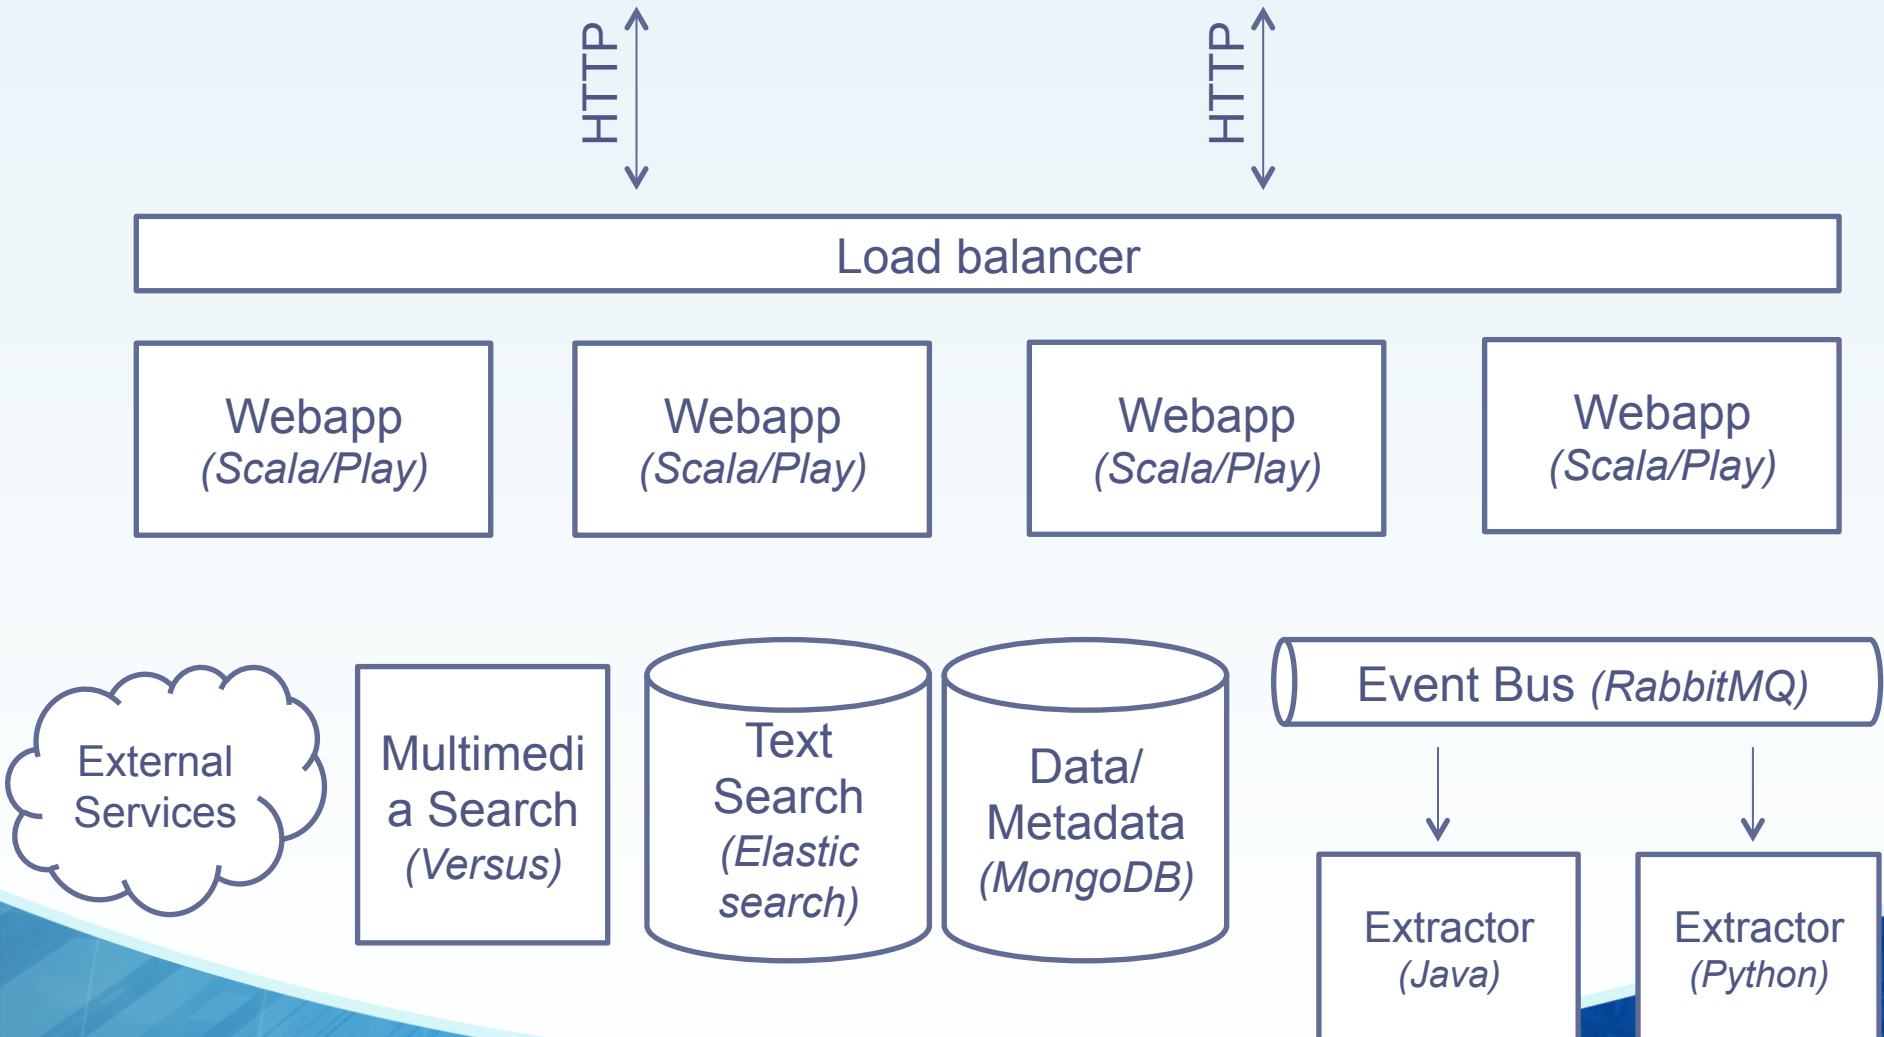 HTTP
HTTP
Load balancer
Webapp
(Scala/Play)
Webapp
(Scala/Play)
Webapp
(Scala/Play)
Webapp
(Scala/Play)
External
Services
Multimedi
a Search
(Versus)
Text
Search
(Elastic
search)
Data/
Metadata
(MongoDB)
Event Bus (RabbitMQ)
Extractor
(Java)
Extractor
(Python)